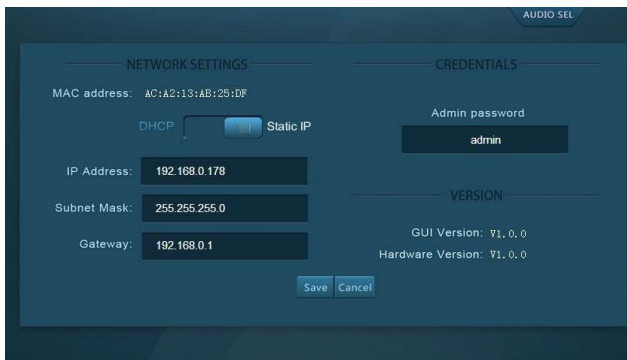 AUDIO SEL
NETWORK SETTINGS
MAC address: AC:A2:13:AB:25:DF
DHCP Static IP
IP Address: 192.168.0.178
Subnet Mask: 255.255.255.0
Gateway: 192.168.0.1
CREDENTIALS
Admin password
admin
VERSION
GUI Version: V1.0.0
Hardware Version: V1.0.0
Save Cancel